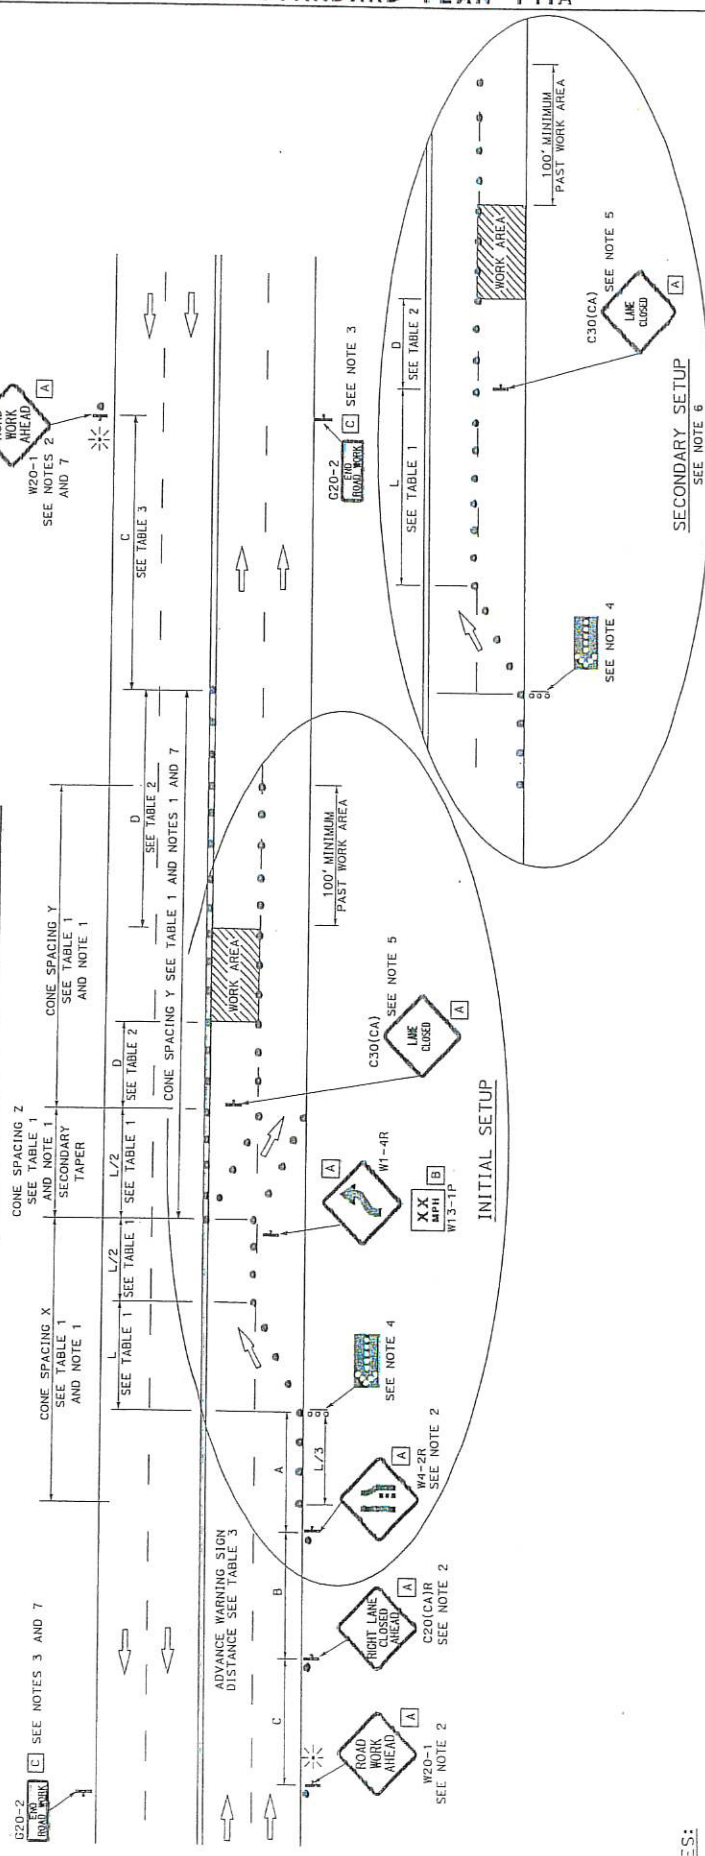 G20-2
END
ROAD WORK
C
SEE NOTES 3 AND 7
CONE SPACING X
SEE TABLE 1
AND NOTE 1
CONE SPACING Z
SEE TABLE 1
AND NOTE 1
SECONDARY
TAPER
CONE SPACING Y
SEE TABLE 1
AND NOTE 1
L
SEE TABLE 1
L/2
SEE TABLE 1
L/2
SEE TABLE 1
D
SEE TABLE 2
D
SEE TABLE 2
CONE SPACING Y SEE TABLE 1 AND NOTES 1 AND 7
C
SEE TABLE 3
WORK
AHEAD
A
W20-1
SEE NOTES 2
AND 7
ADVANCE WARNING SIGN
DISTANCE SEE TABLE 3
C
B
A
L/3
WORK AREA
100' MINIMUM
PAST WORK AREA
ROAD
WORK
AHEAD
A
W20-1
SEE NOTE 2
RIGHT LANE
CLOSED
AHEAD
A
C20(CA)R
SEE NOTE 2
A
W4-2R
SEE NOTE 2
SEE NOTE 4
A
W1-4R
XX
MPH
B
W13-1P
C30(CA)
SEE NOTE 5
LANE
CLOSED
A
INITIAL SETUP
G20-2
END
ROAD WORK
C
SEE NOTE 3
L
SEE TABLE 1
D
SEE TABLE 2
WORK AREA
100' MINIMUM
PAST WORK AREA
SEE NOTE 4
C30(CA)
SEE NOTE 5
LANE
CLOSED
A
SECONDARY SETUP
SEE NOTE 6